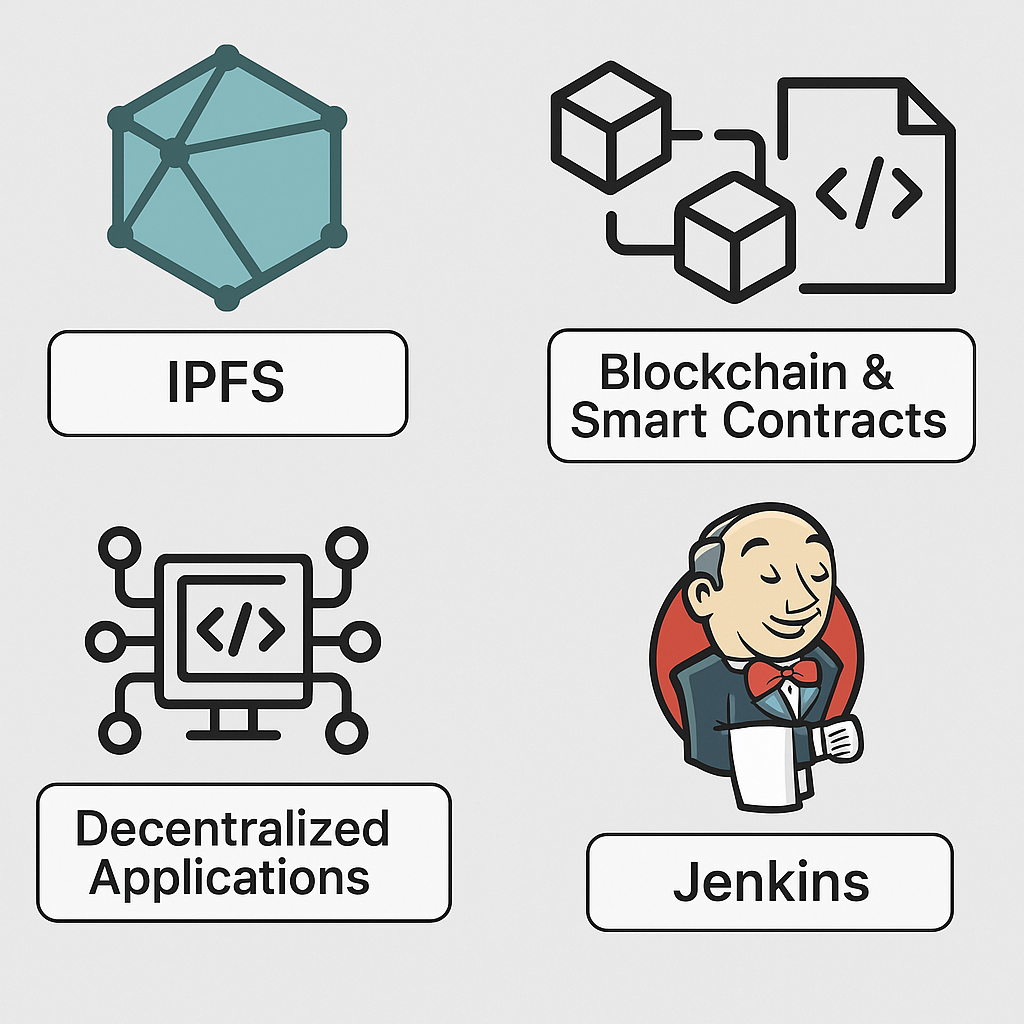 IPFS
Blockchain &
Smart Contracts
</>
</>
Decentralized
Applications
Jenkins